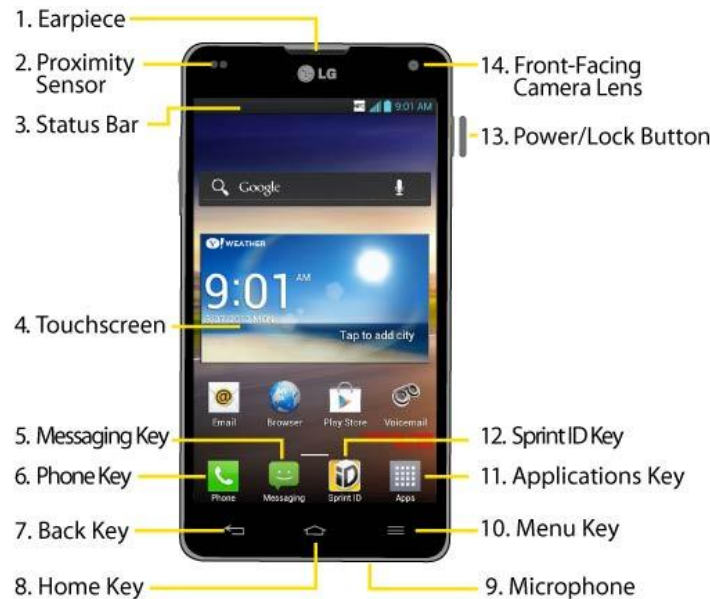 1. Earpiece
2. Proximity
Sensor
3. Status Bar
4. Touchscreen
5. Messaging Key
6. Phone Key
7. Back Key
8. Home Key
LG
9:01 AM
Google
Y! WEATHER
9:01 AM
Tap to add city
Email Browser Play Store Voicemail
Phone Messaging Sprint ID Apps
14. Front-Facing
Camera Lens
13. Power/Lock Button
12. Sprint ID Key
11. Applications Key
10. Menu Key
9. Microphone